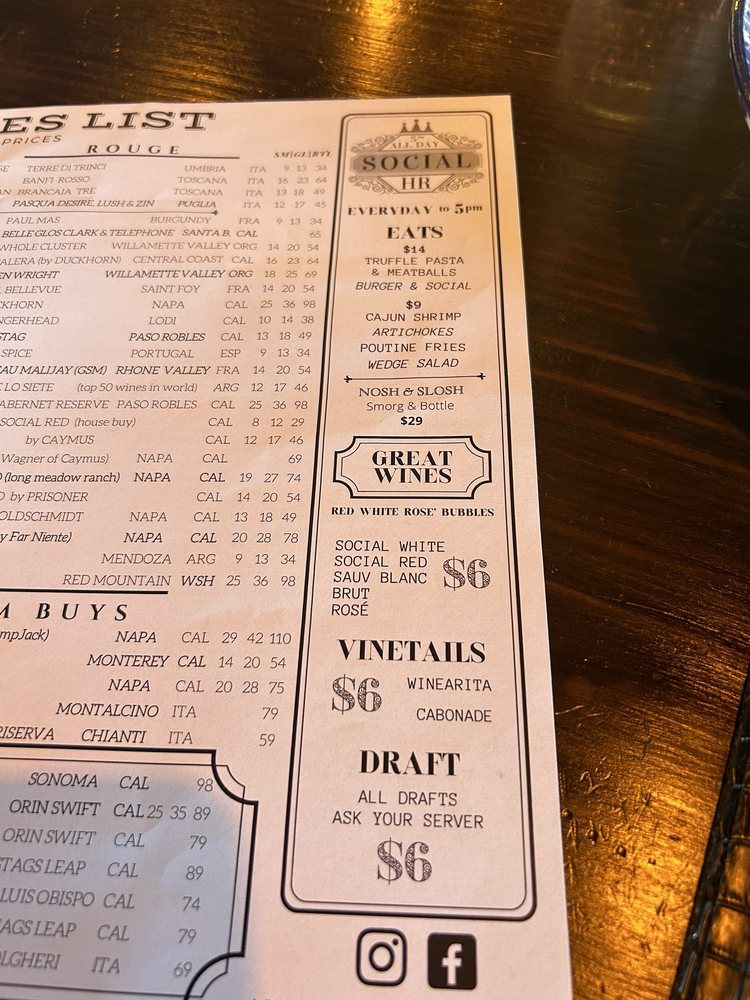 ES LIST
PRICES
ROUGE
SM|GL|BTL
SE TERRE DI TRINCI UMBRIA ITA 9 13 34
BANFI ROSSO TOSCANA ITA 16 23 64
AN BRANCAIA TRE TOSCANA ITA 13 18 49
PASQUA DESIRE, LUSH & ZIN PUGLIA ITA 12 17 45
PAUL MAS BURGUNDY FRA 9 13 34
BELLE GLOS CLARK & TELEPHONE SANTA B. CAL 65
WHOLE CLUSTER WILLAMETTE VALLEY ORG 14 20 54
ALERA (by DUCKHORN) CENTRAL COAST CAL 16 23 64
EN WRIGHT WILLAMETTE VALLEY ORG 18 25 69
BELLEVUE SAINT FOY FRA 14 20 54
CKHORN NAPA CAL 25 36 98
NGERHEAD LODI CAL 10 14 38
STAG PASO ROBLES CAL 13 18 49
SPICE PORTUGAL ESP 9 13 34
EAU MALIJAY (GSM) RHONE VALLEY FRA 14 20 54
E LO SIETE (top 50 wines in world) ARG 12 17 46
CABERNET RESERVE PASO ROBLES CAL 25 36 98
SOCIAL RED (house buy) CAL 8 12 29
by CAYMUS CAL 12 17 46
Wagner of Caymus) NAPA CAL 69
D (long meadow ranch) NAPA CAL 19 27 74
D by PRISONER CAL 14 20 54
OLDSCHMIDT NAPA CAL 13 18 49
y Far Niente) NAPA CAL 20 28 78
MENDOZA ARG 9 13 34
RED MOUNTAIN WSH 25 36 98
M BUYS
mpJack) NAPA CAL 29 42 110
MONTEREY CAL 14 20 54
NAPA CAL 20 28 75
MONTALCINO ITA 79
RISERVA CHIANTI ITA 59
SONOMA CAL 98
ORIN SWIFT CAL 25 35 89
ORIN SWIFT CAL 79
STAGS LEAP CAL 89
LUIS OBISPO CAL 74
TAGS LEAP CAL 79
OLGHERI ITA 69
ALL DAY
SOCIAL
HR
EVERYDAY to 5pm
EATS
$14
TRUFFLE PASTA
& MEATBALLS
BURGER & SOCIAL
$9
CAJUN SHRIMP
ARTICHOKES
POUTINE FRIES
WEDGE SALAD
NOSH & SLOSH
Smorg & Bottle
$29
GREAT
WINES
RED WHITE ROSE' BUBBLES
SOCIAL WHITE
SOCIAL RED
SAUV BLANC
BRUT
ROSÉ
$6
VINETAILS
$6
WINEARITA
CABONADE
DRAFT
ALL DRAFTS
ASK YOUR SERVER
$6